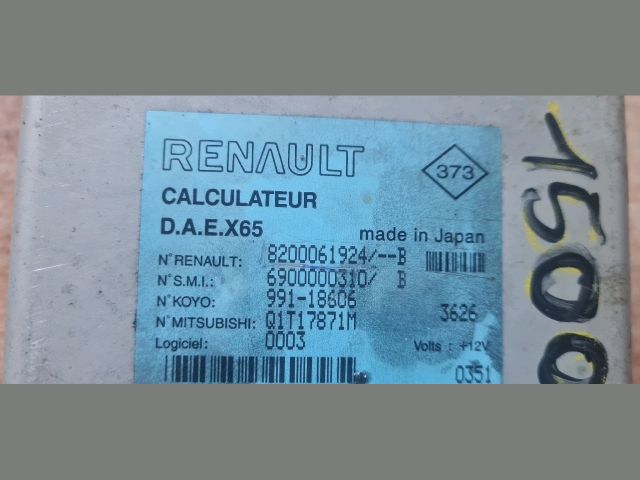 RENAULT
373
CALCULATEUR
D.A.E.X65
made in Japan
N° RENAULT: 8200061924/--B
N° S.M.I.: 6900000310/ B
N° KOYO: 991-18606
3626
N° MITSUBISHI: Q1T17871M
Logiciel: 0003
Volts : +12V
0351
1500